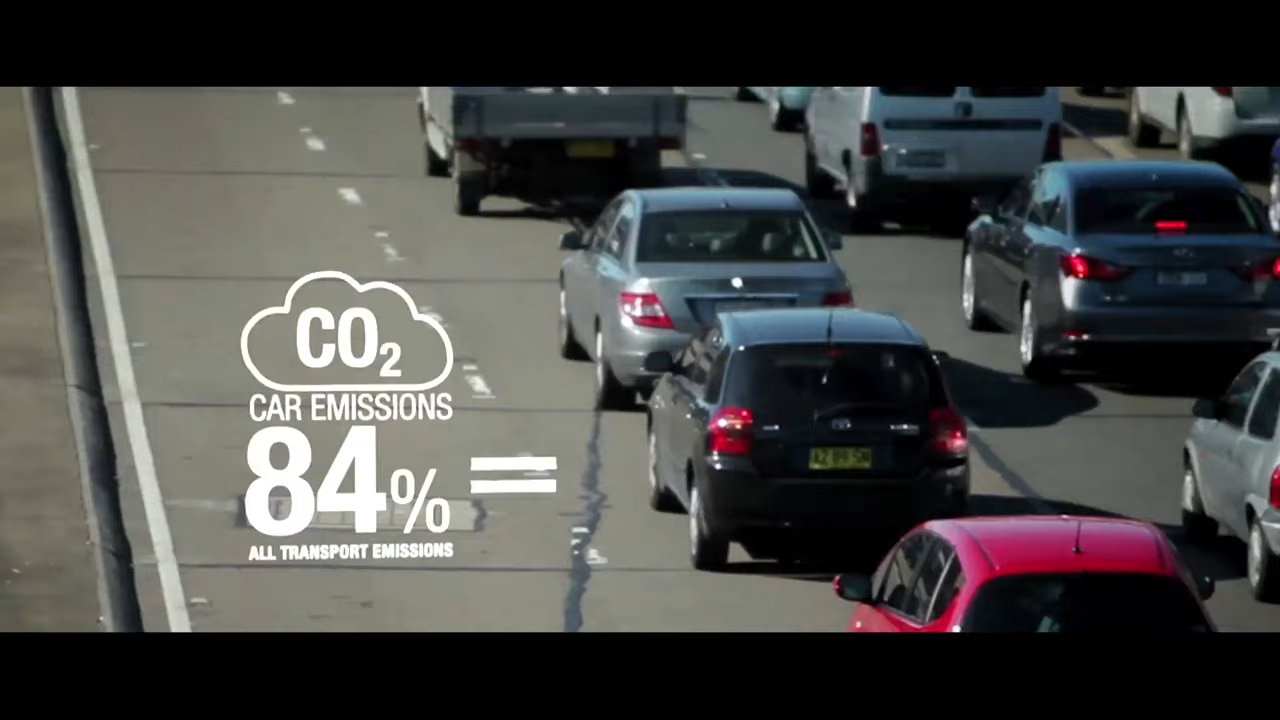 CO2
CAR EMISSIONS
84% =
ALL TRANSPORT EMISSIONS